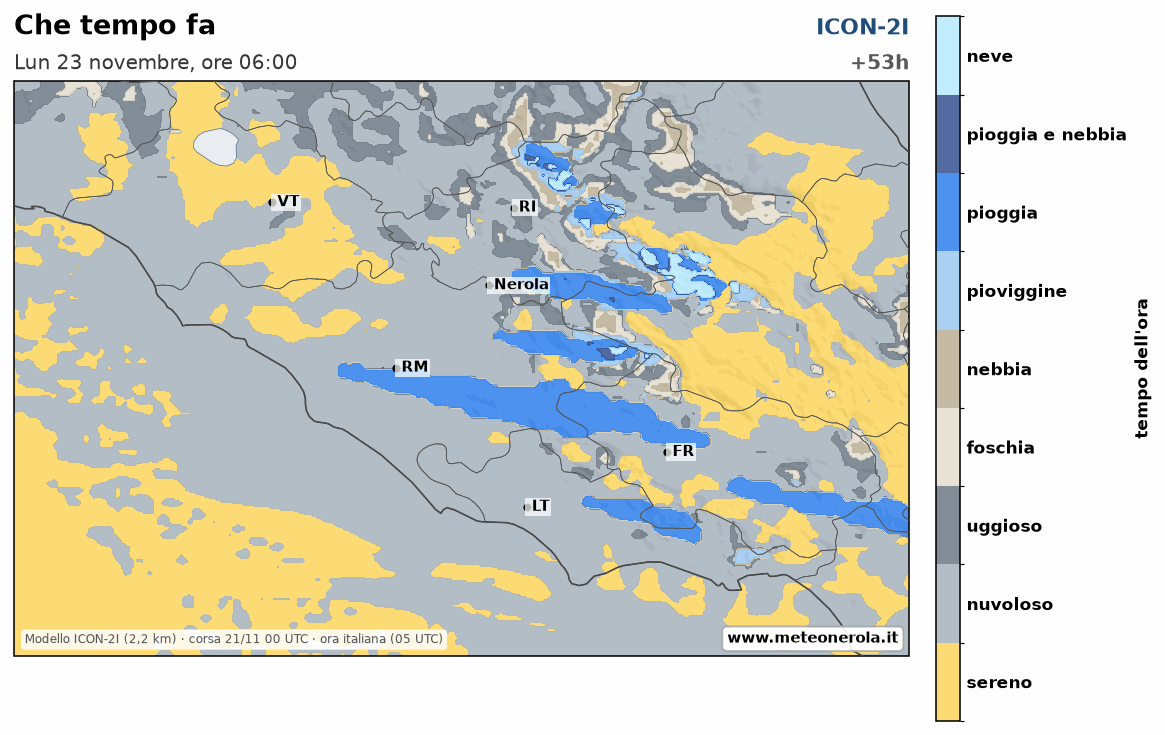 Che tempo fa
ICON-2I
Lun 23 novembre, ore 06:00
+53h
neve
pioggia e nebbia
pioggia
pioviggine
nebbia
foschia
uggioso
nuvoloso
sereno
tempo dell'ora
VT
RI
Nerola
RM
FR
LT
Modello ICON-2I (2,2 km) · corsa 21/11 00 UTC · ora italiana (05 UTC)
www.meteonerola.it